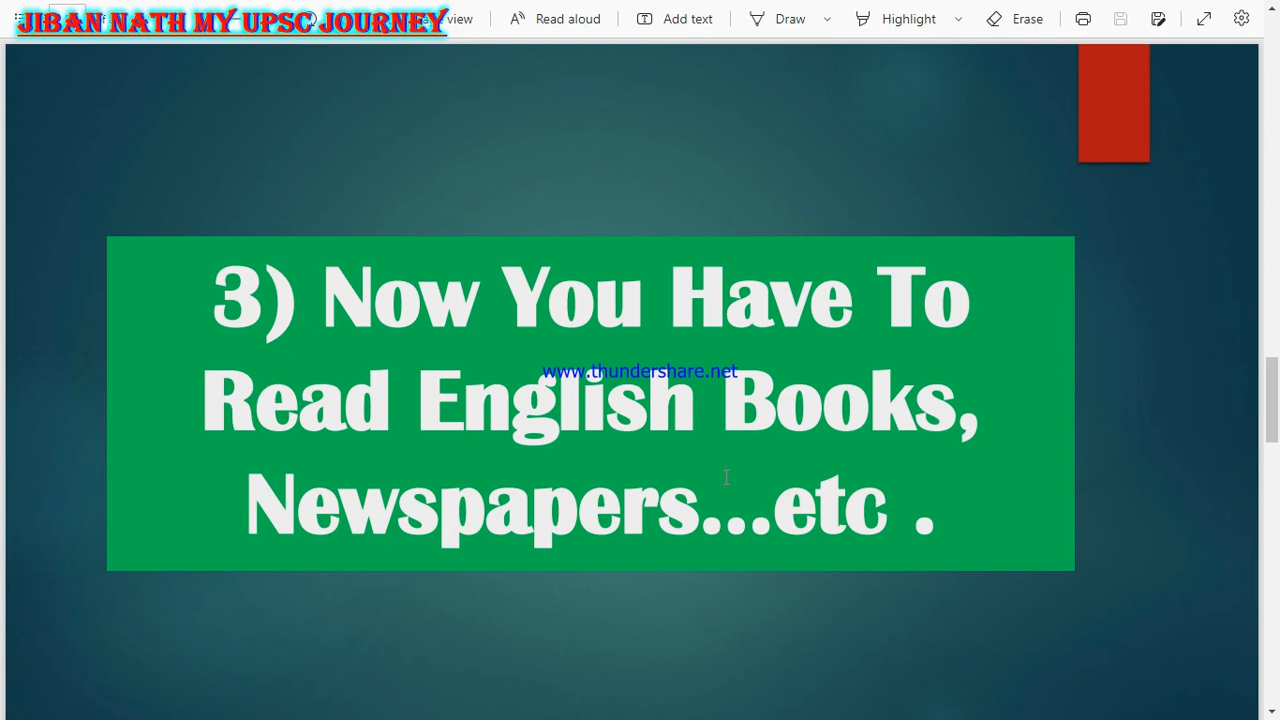 JIBAN NATH MY UPSC JOURNEY
view
Read aloud
Add text
Draw
Highlight
Erase
3) Now You Have To
www.thundershare.net
Read English Books,
Newspapers...etc .